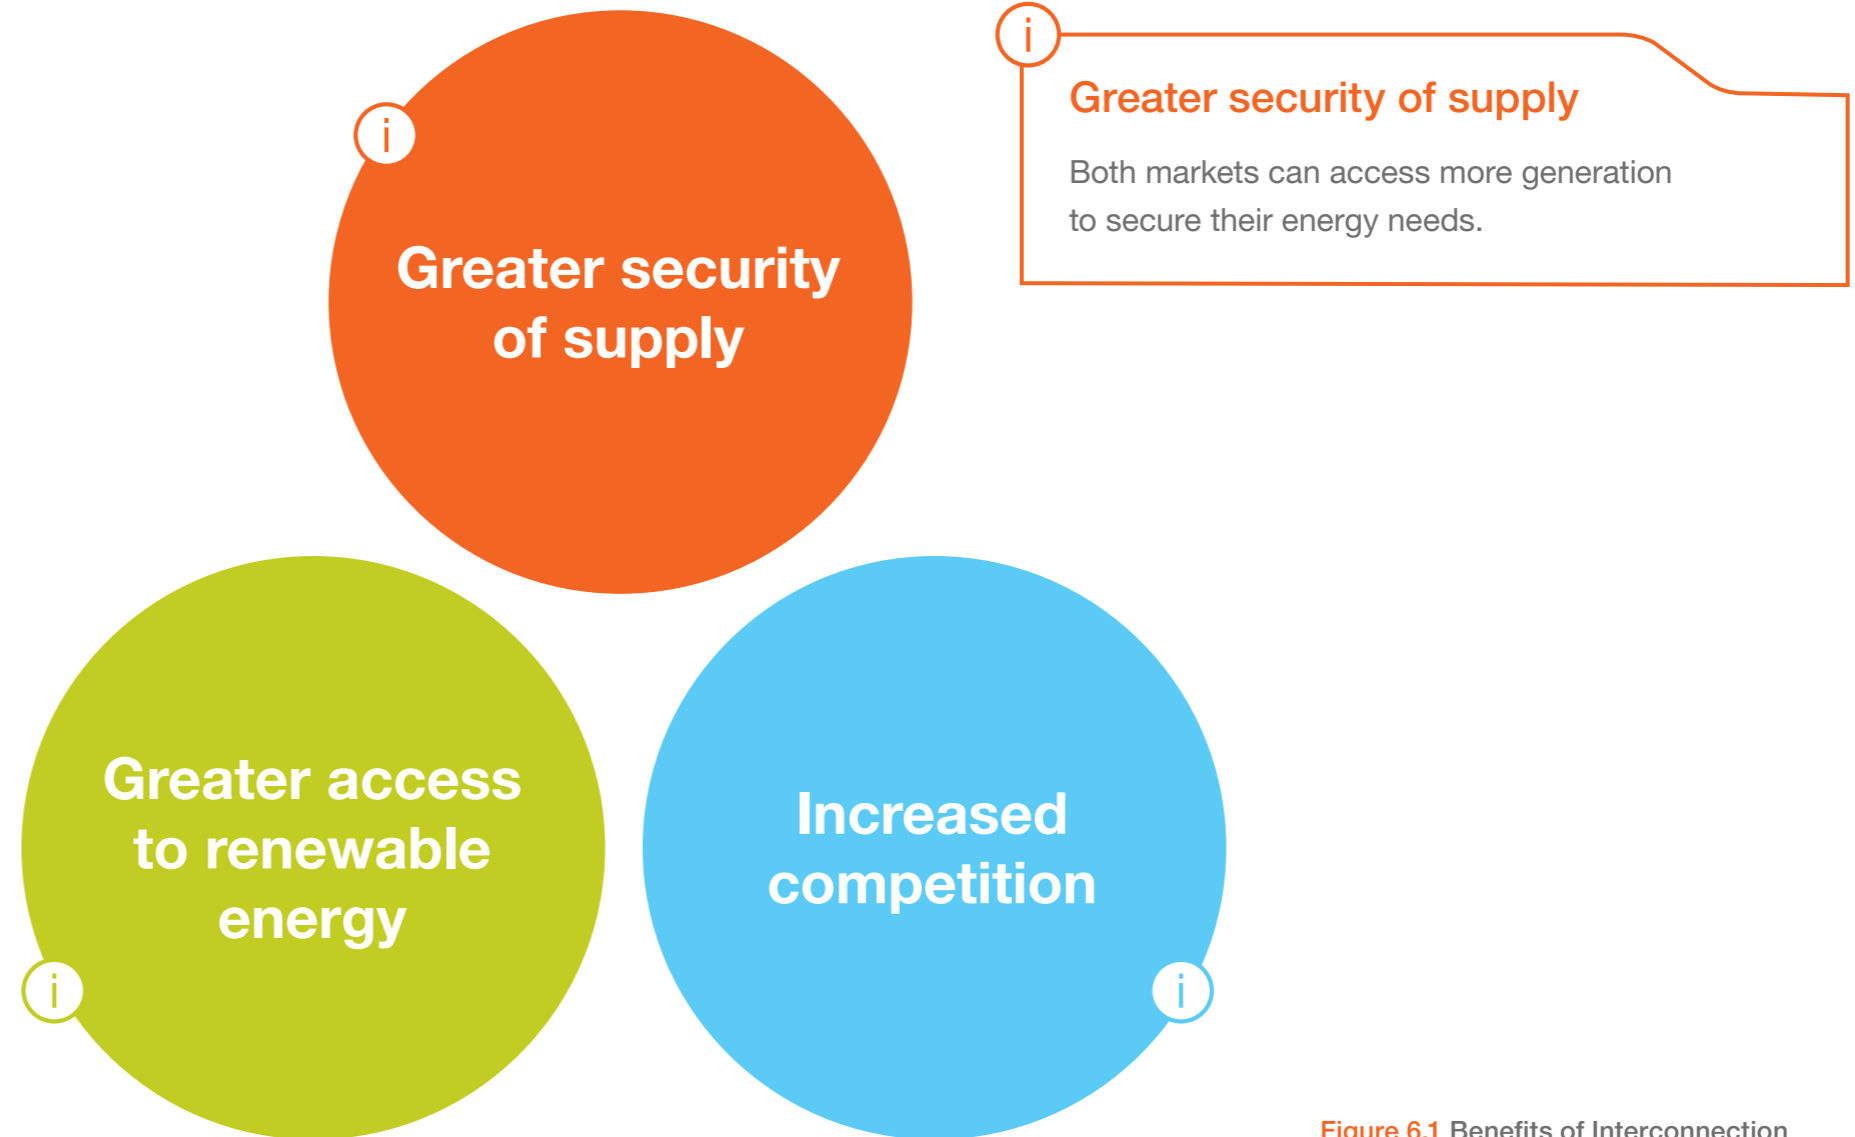 i
Greater security
of supply
i
Greater security of supply
Both markets can access more generation
to secure their energy needs.
Greater access
to renewable
energy
i
Increased
competition
i
Figure 6.1 Benefits of Interconnection